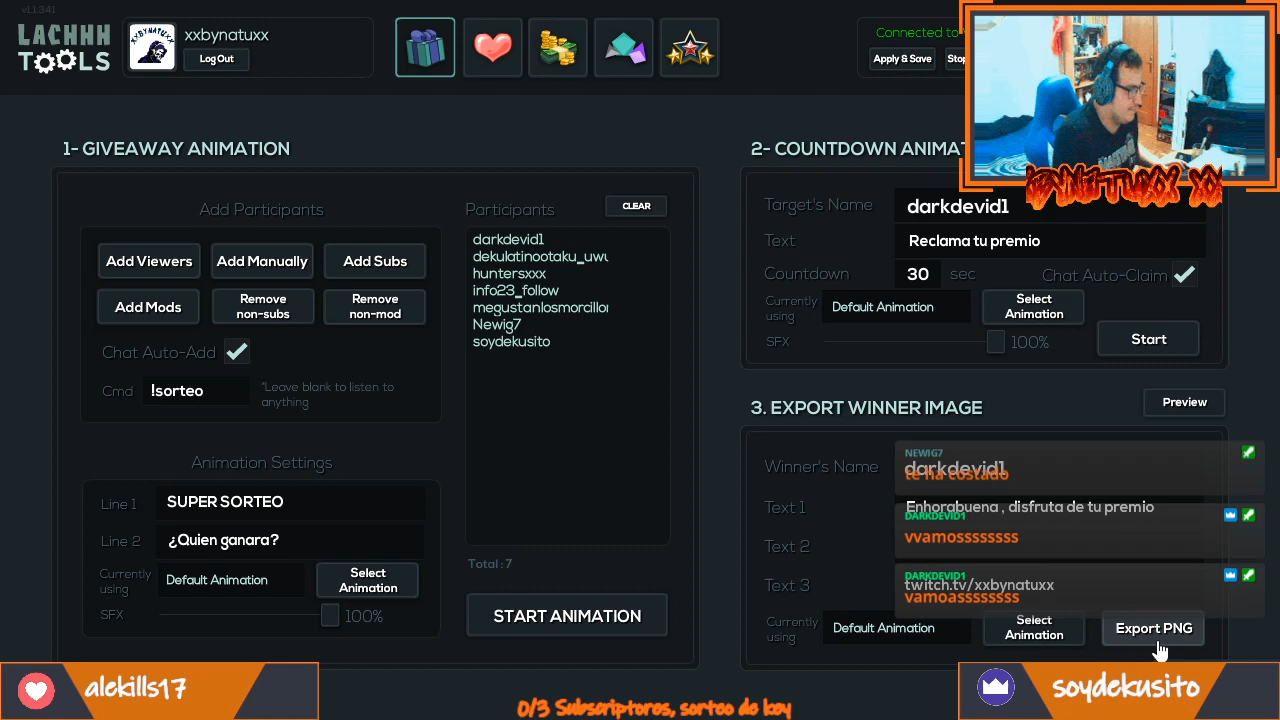 v1.1.341
LACHHH
TOOLS
xxbynatuxx
Log Out
Connected to
Apply & Save
Stop
1- GIVEAWAY ANIMATION
Add Participants
Add Viewers
Add Manually
Add Subs
Add Mods
Remove
non-subs
Remove
non-mod
Chat Auto-Add
Cmd
!sorteo
*Leave blank to listen to
anything
Participants
CLEAR
darkdevid1
dekulatinootaku_uwu
huntersxxx
info23_follow
megustanlosmorcillon
Newig7
soydekusito
Total : 7
START ANIMATION
Animation Settings
Line 1
SUPER SORTEO
Line 2
¿Quien ganara?
Currently
using
Default Animation
Select
Animation
SFX
100%
2- COUNTDOWN ANIMAT
Target's Name
darkdevid1
Text
Reclama tu premio
Countdown
30
sec
Chat Auto-Claim
Currently
using
Default Animation
Select
Animation
SFX
100%
Start
3. EXPORT WINNER IMAGE
Preview
Winner's Name
darkdevid1
Text 1
Enhorabuena , disfruta de tu premio
Text 2
Text 3
twitch.tv/xxbynatuxx
Currently
using
Default Animation
Select
Animation
Export PNG
NEWIG7
te ha costado
DARKDEVID1
vvamossssssss
DARKDEVID1
vamoassssssss
alekills17
0/3 Subscriptores, sorteo de key
soydekusito